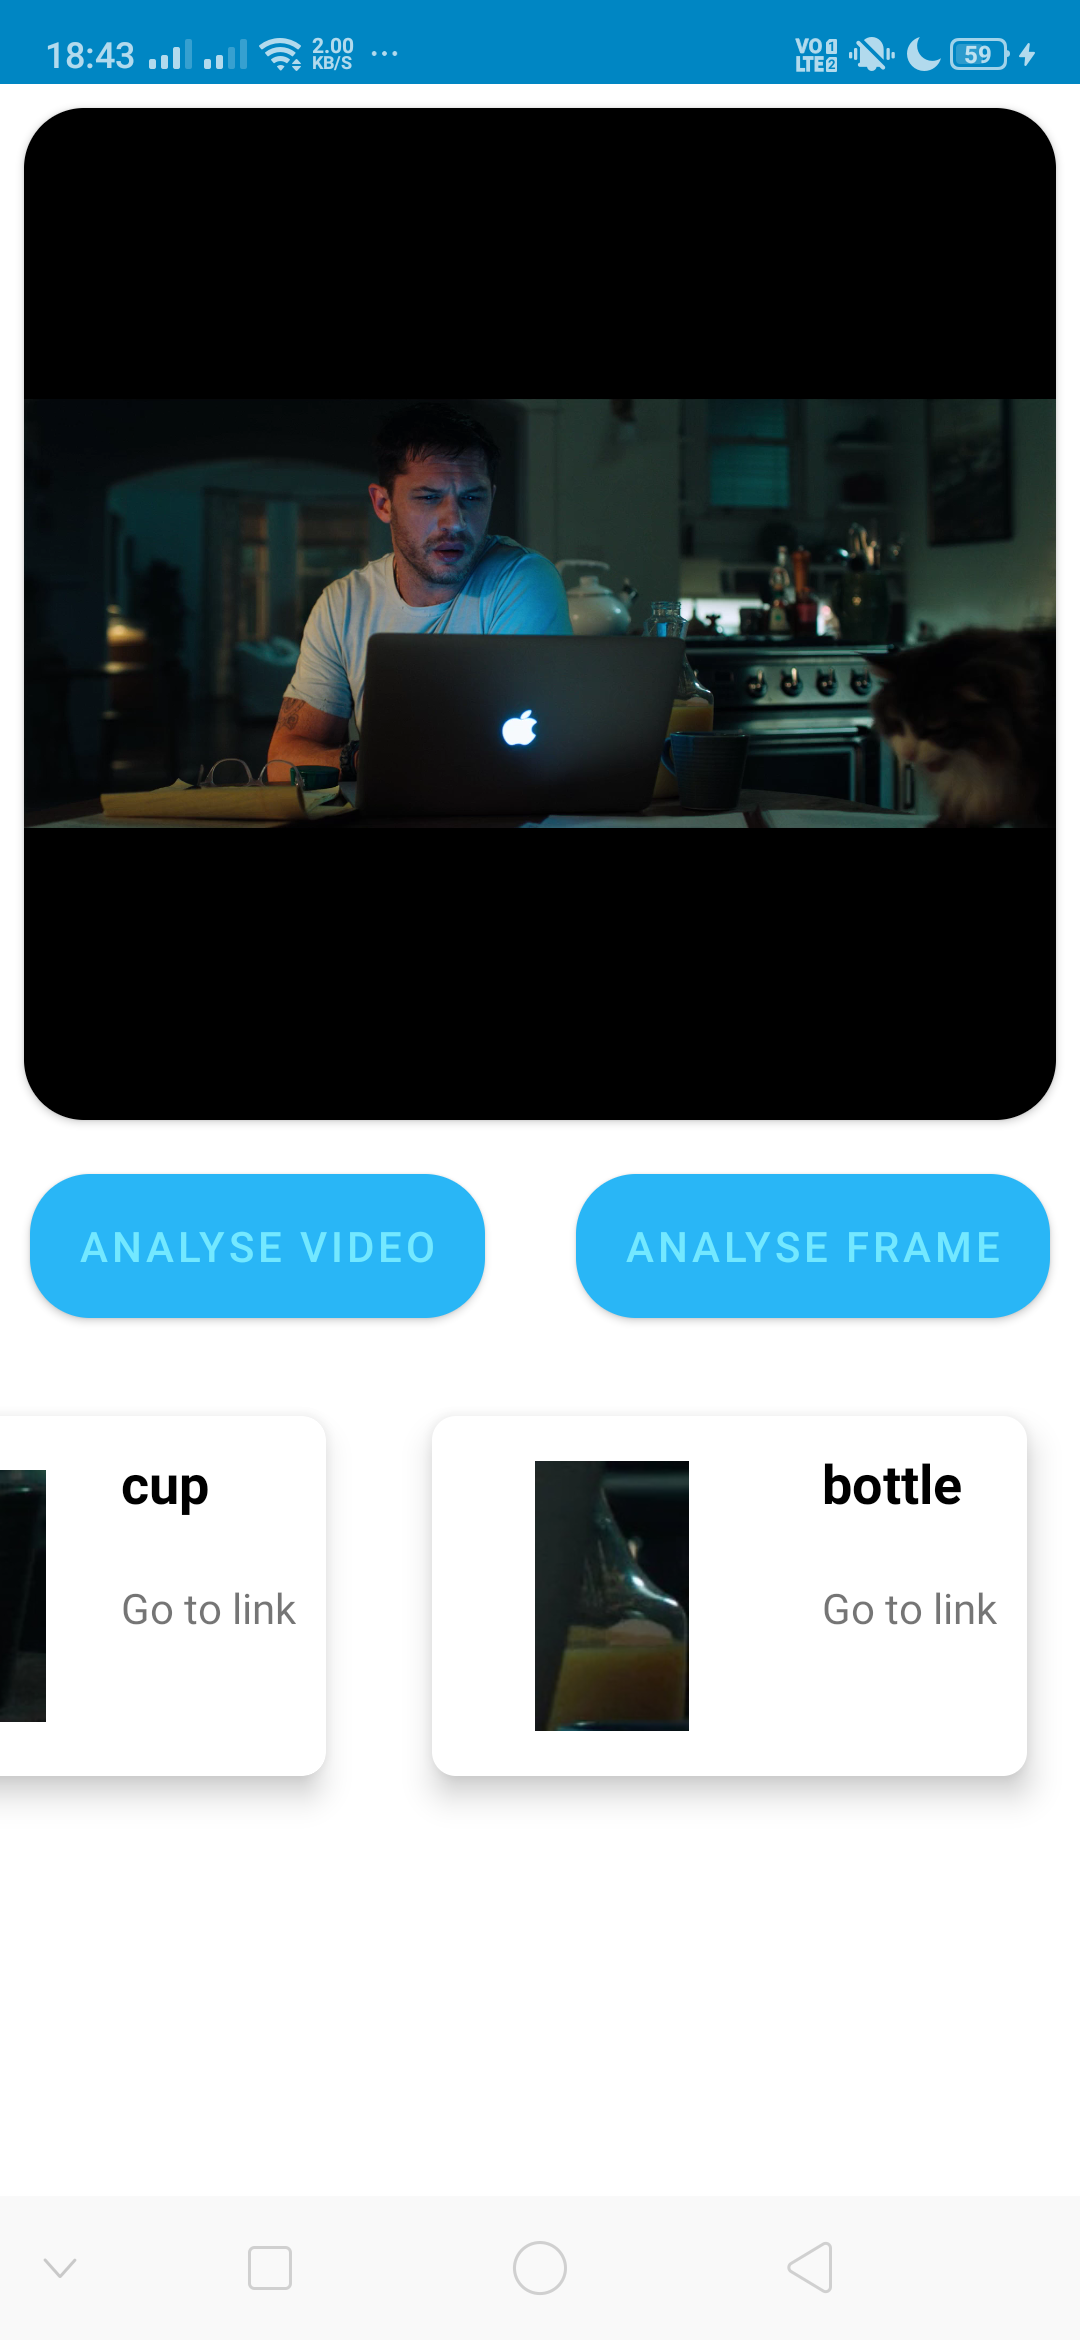 18:43 2.00 KB/S ... VO LTE 1 2 59
ANALYSE VIDEO ANALYSE FRAME
cup bottle
Go to link Go to link